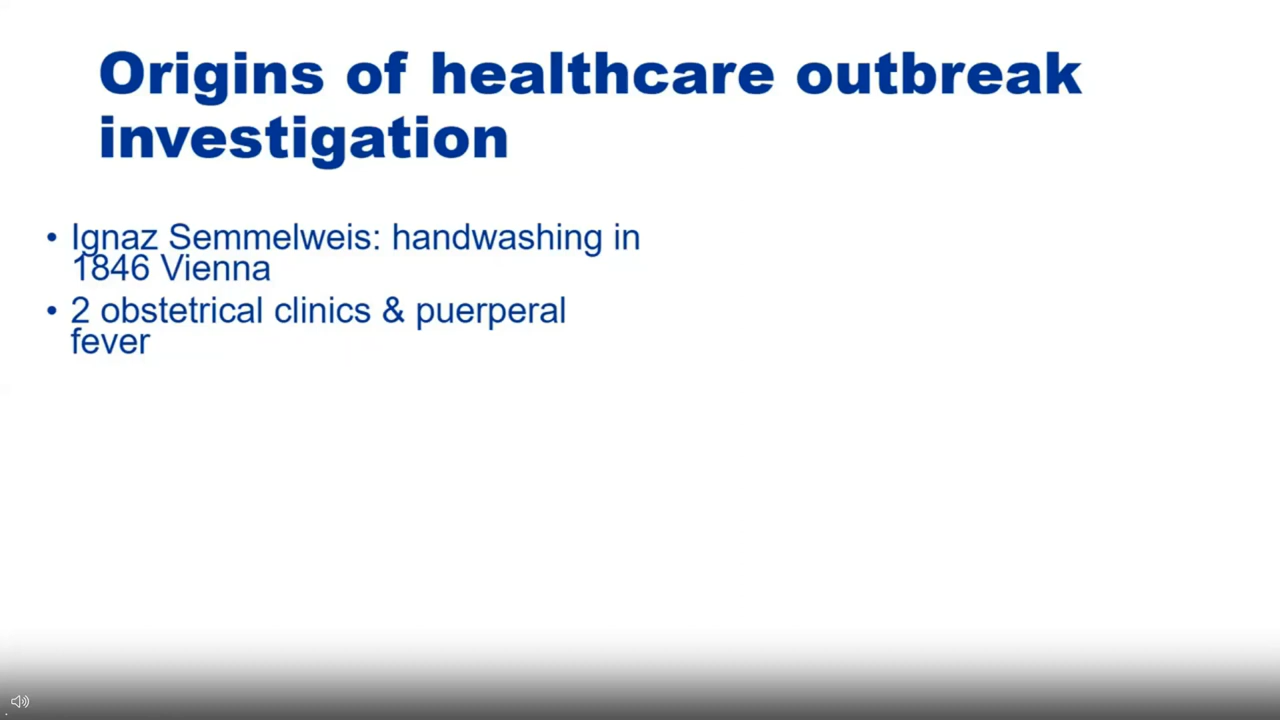 Origins of healthcare outbreak
investigation
• Ignaz Semmelweis: handwashing in
1846 Vienna
• 2 obstetrical clinics & puerperal
fever